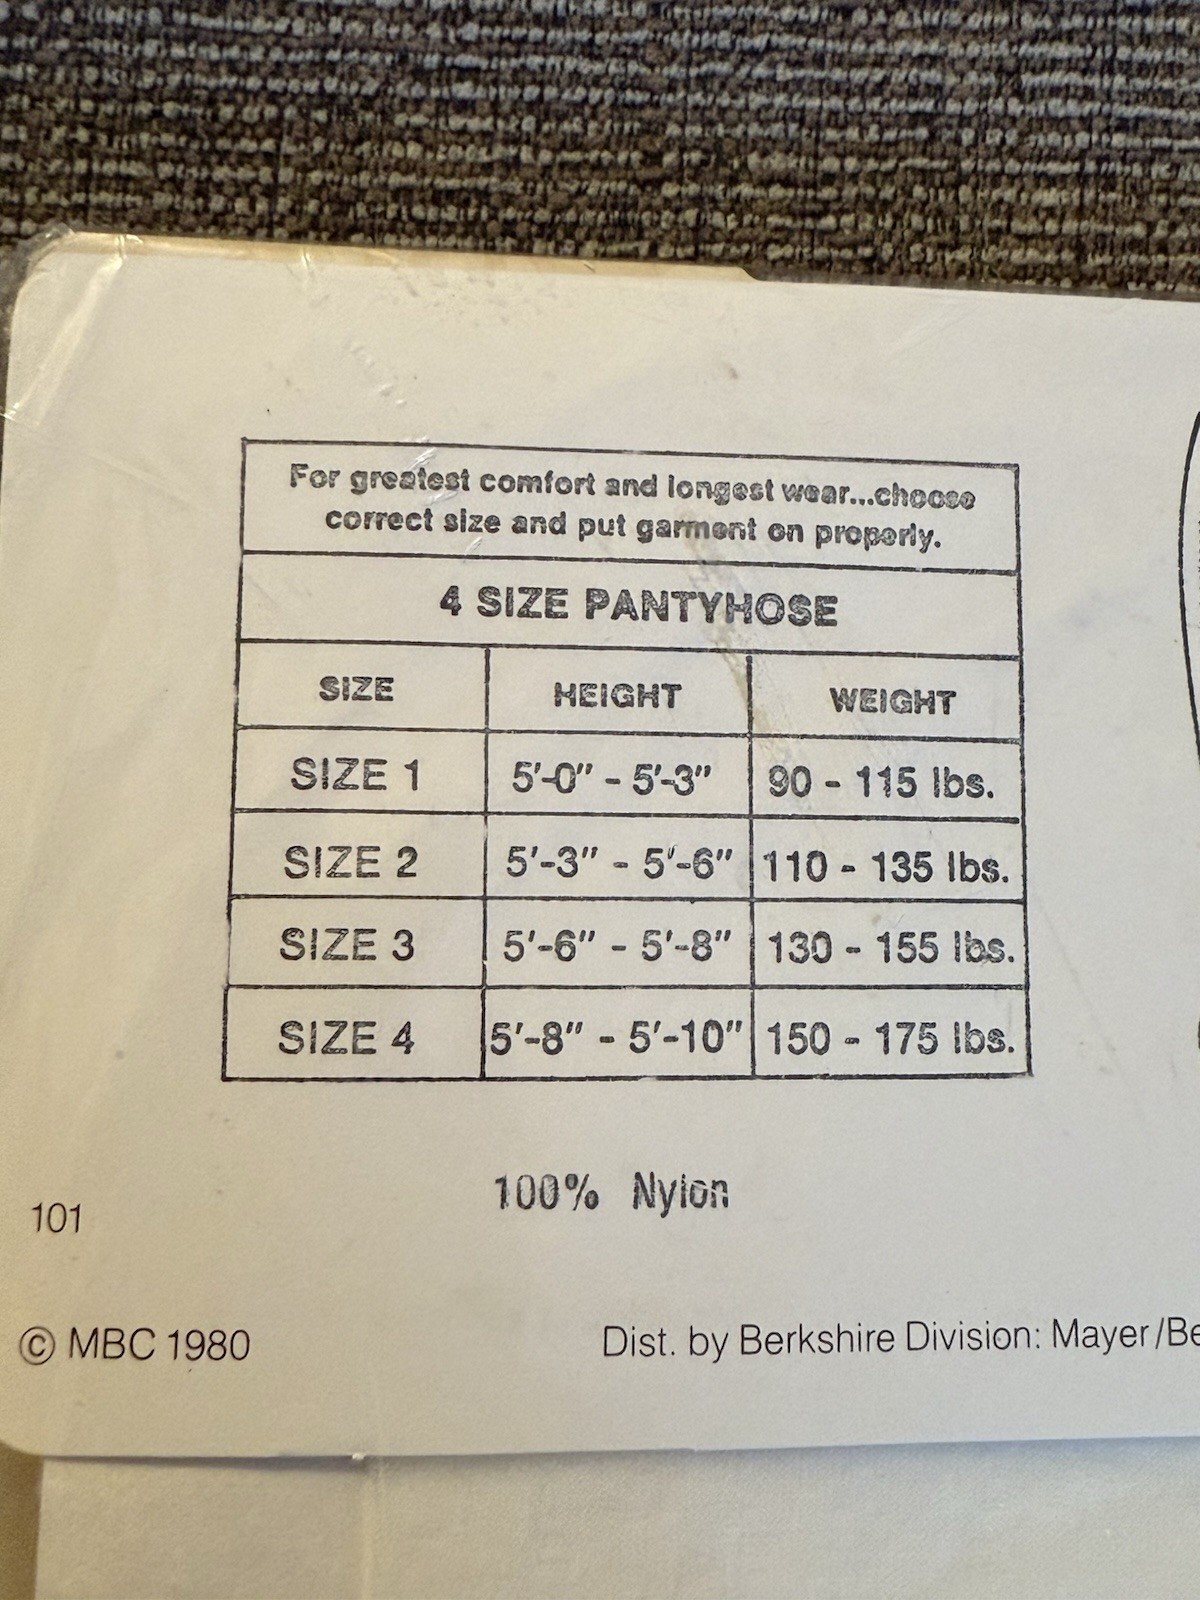 For greatest comfort and longest wear...choose
correct size and put garment on properly.
4 SIZE PANTYHOSE
SIZE HEIGHT WEIGHT
SIZE 1 5'-0" - 5'-3" 90 - 115 lbs.
SIZE 2 5'-3" - 5'-6" 110 - 135 lbs.
SIZE 3 5'-6" - 5'-8" 130 - 155 lbs.
SIZE 4 5'-8" - 5'-10" 150 - 175 lbs.
100% Nylon
101
© MBC 1980
Dist. by Berkshire Division: Mayer/Be